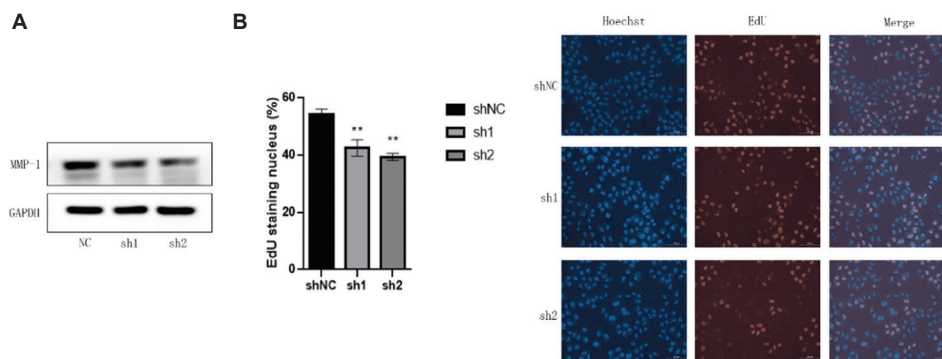 A
B
MMP-1
GAPDH
NC sh1 sh2
EdU staining nucleus (%)
60
40
20
0
**
**
shNC sh1 sh2
shNC
sh1
sh2
Hoechst EdU Merge
shNC
sh1
sh2